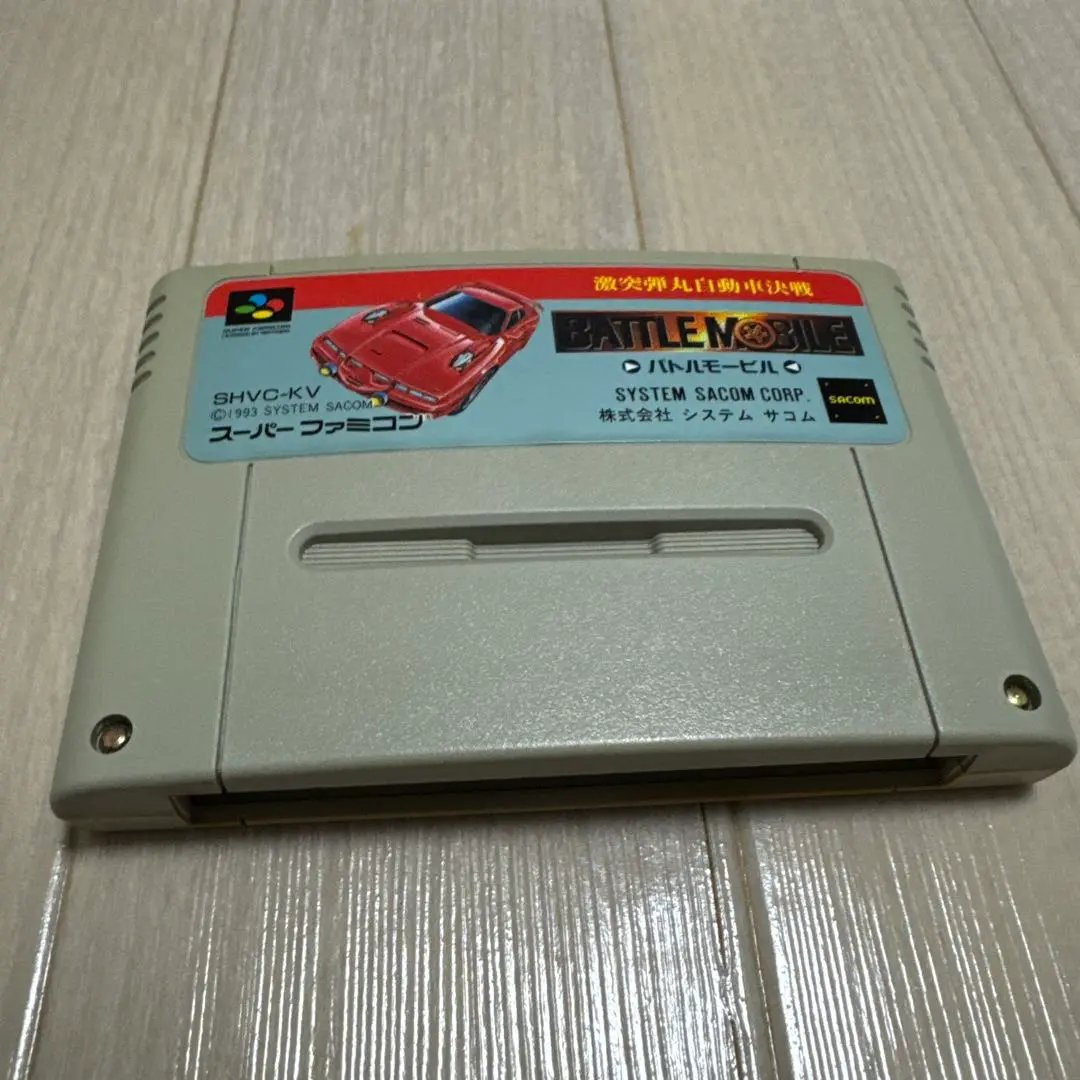 激突弾丸自動車決戦
BATTLE MOBILE
バトルモービル
SUPER FAMICOM
SHVC-KV
©1993 SYSTEM SACOM
スーパー ファミコン
SYSTEM SACOM CORP.
株式会社 システム サコム
SACOM